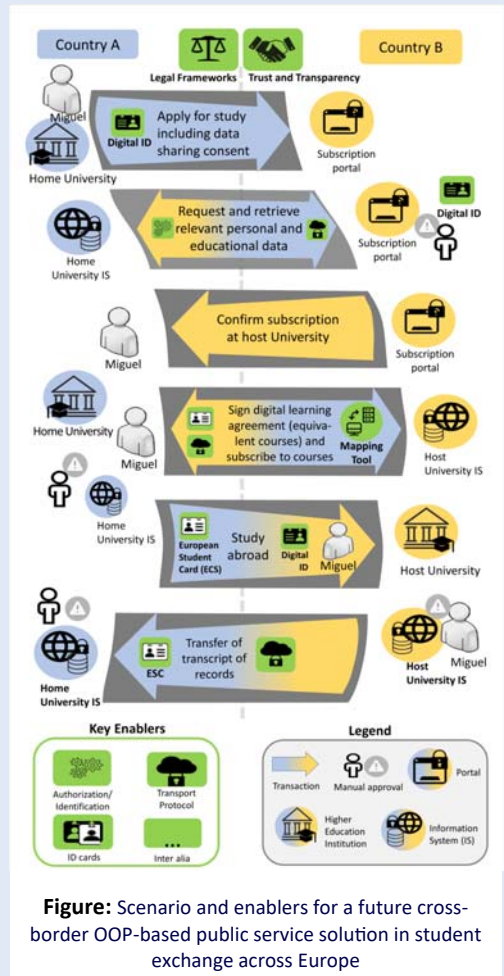 Country A
Country B
Legal Frameworks
Trust and Transparency
Miguel
Home University
Digital ID
Apply for study
including data
sharing consent
Subscription
portal
Home
University IS
Request and retrieve
relevant personal and
educational data
Subscription
portal
Digital ID
Miguel
Confirm subscription
at host University
Subscription
portal
Home University
Miguel
Home
University IS
Sign digital learning
agreement (equiva-
lent courses) and
subscribe to courses
Mapping
Tool
Host
University IS
European
Student
Card (ECS)
Study
abroad
Digital
ID
Miguel
Host University
Home
University IS
ESC
Transfer of
transcript of
records
Host
University IS
Miguel
Key Enablers
Authorization/
Identification
Transport
Protocol
ID cards
...
Inter alia
Legend
Transaction
Manual approval
Portal
Higher
Education
Institution
Information
System (IS)
Figure: Scenario and enablers for a future cross-
border OOP-based public service solution in student
exchange across Europe